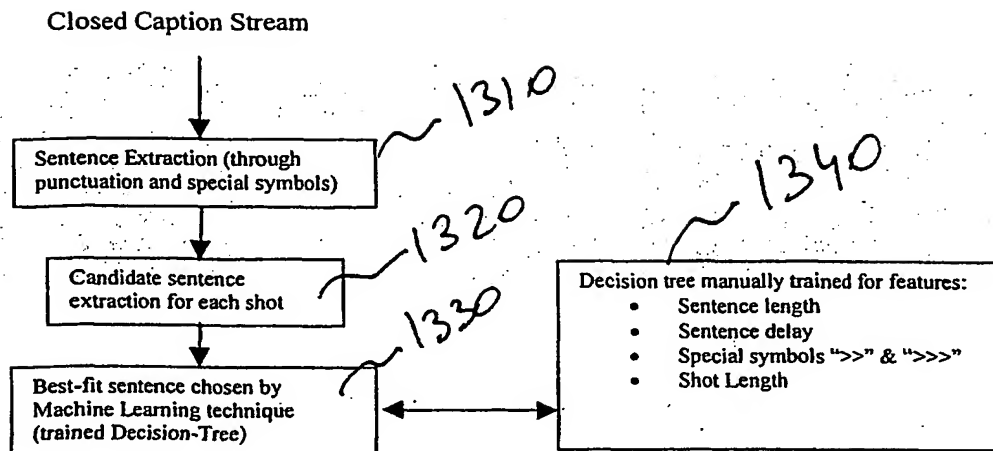 Closed Caption Stream
1310
Sentence Extraction (through
punctuation and special symbols)
1320
Candidate sentence
extraction for each shot
1330
Best-fit sentence chosen by
Machine Learning technique
(trained Decision-Tree)
1340
Decision tree manually trained for features:
• Sentence length
• Sentence delay
• Special symbols “>>” & “>>>”
• Shot Length